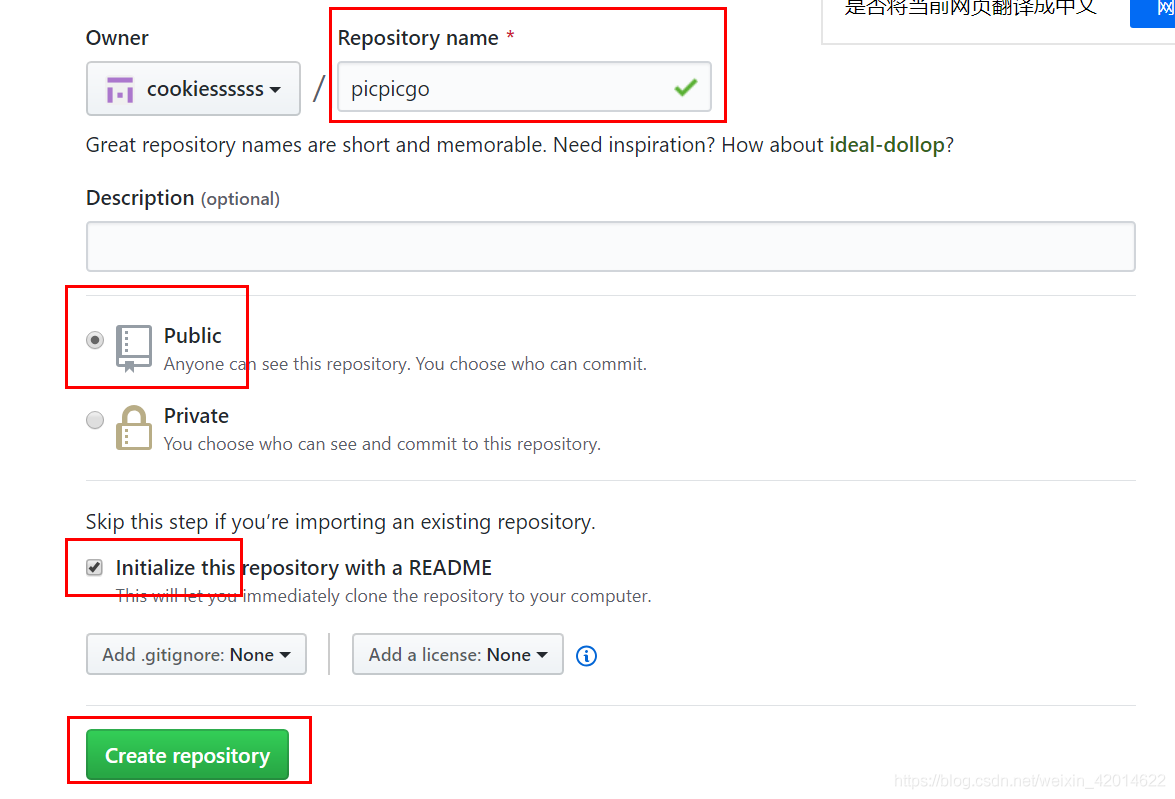 是否将当前网页翻译成中文
网
Owner
Repository name *
cookiessssss
/
picpicgo
Great repository names are short and memorable. Need inspiration? How about ideal-dollop?
Description (optional)
Public
Anyone can see this repository. You choose who can commit.
Private
You choose who can see and commit to this repository.
Skip this step if you’re importing an existing repository.
Initialize this repository with a README
This will let you immediately clone the repository to your computer.
Add .gitignore: None
Add a license: None
Create repository
https://blog.csdn.net/weixin_42014622